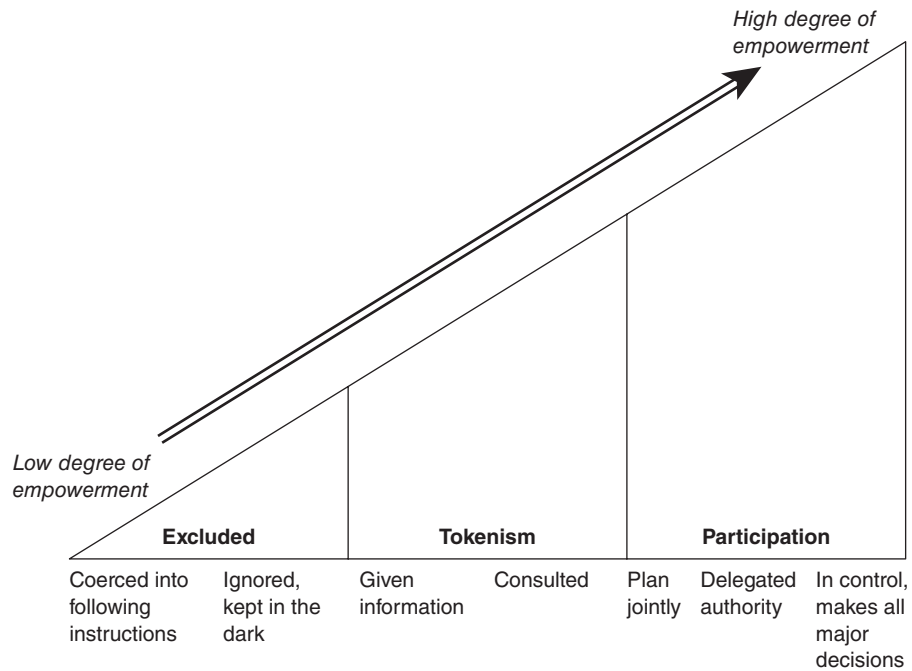 High degree of
empowerment
Low degree of
empowerment
Excluded
Tokenism
Participation
Coerced into
following
instructions
Ignored,
kept in the
dark
Given
information
Consulted
Plan
jointly
Delegated
authority
In control,
makes all
major
decisions